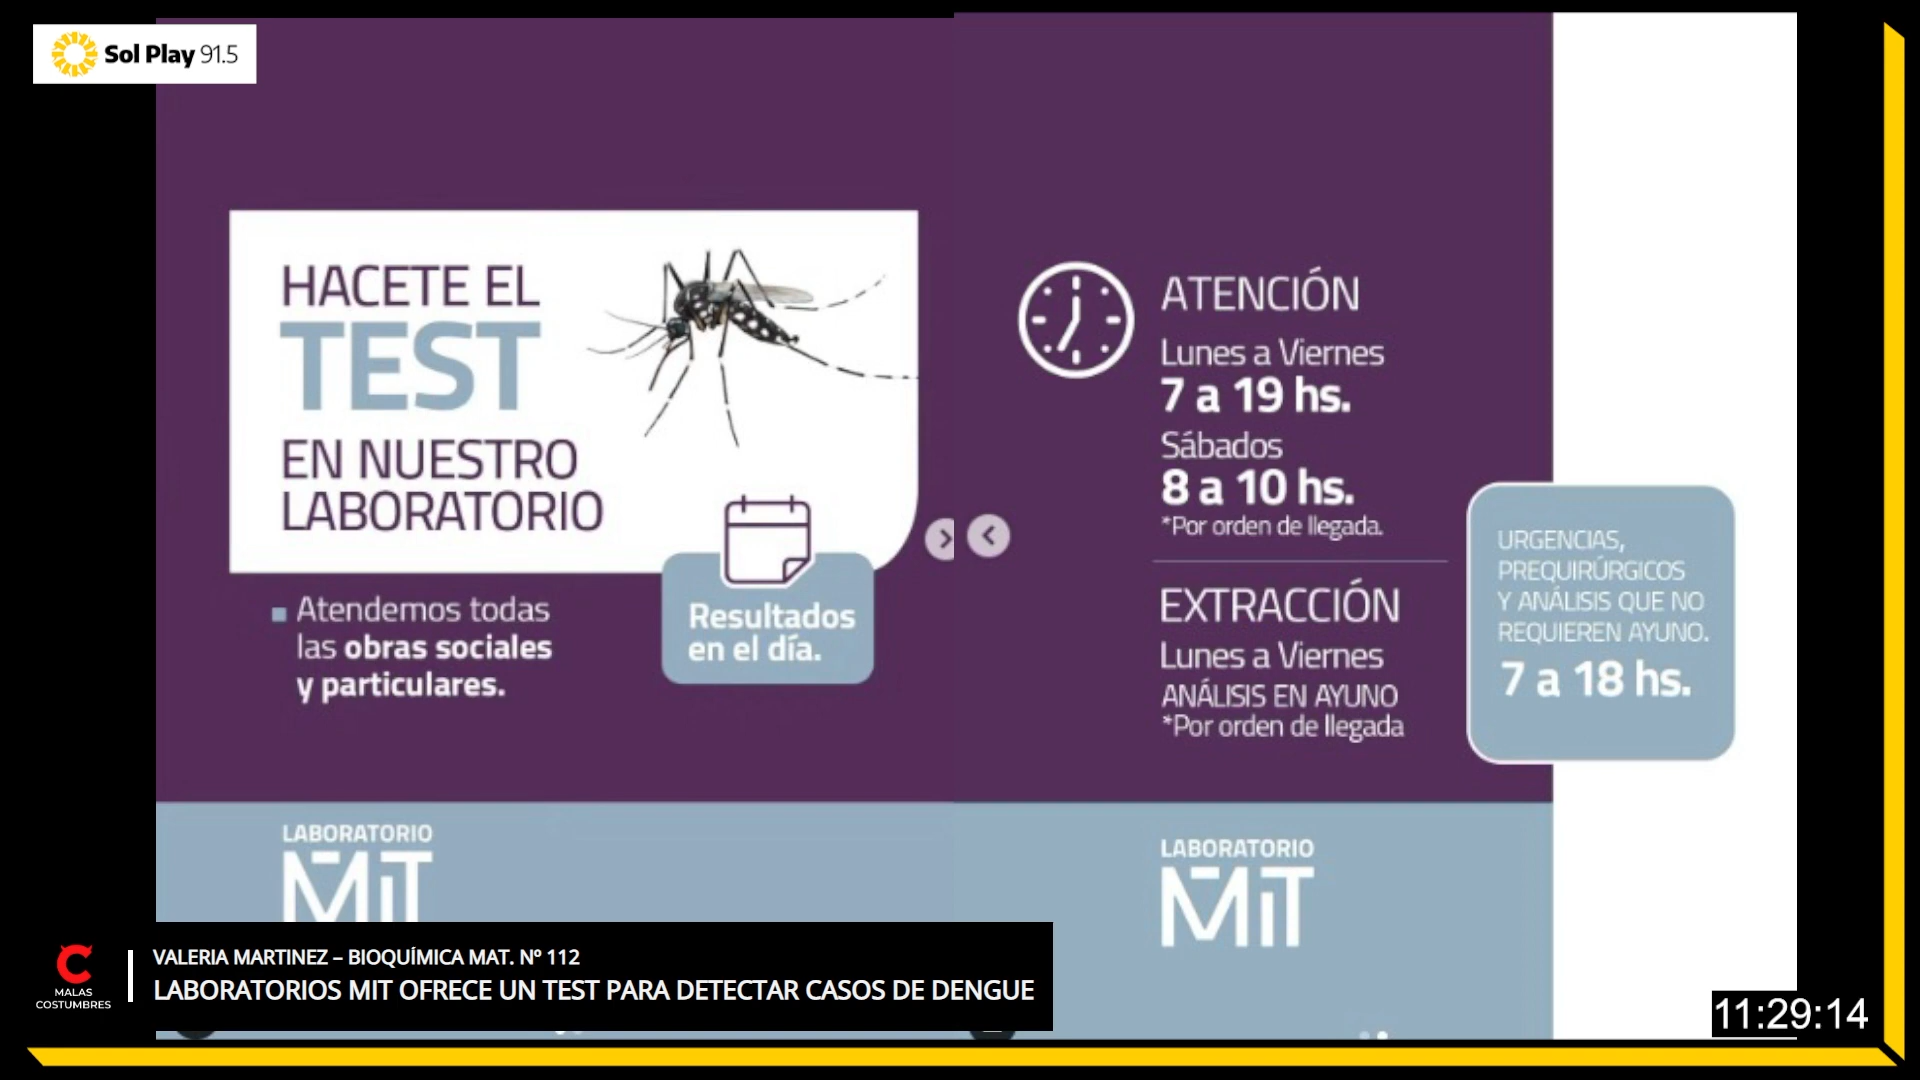 Sol Play 91.5
HACETE EL
TEST
EN NUESTRO
LABORATORIO
Resultados
en el día.
Atendemos todas
las obras sociales
y particulares.
LABORATORIO
MiT
ATENCIÓN
Lunes a Viernes
7 a 19 hs.
Sábados
8 a 10 hs.
*Por orden de llegada.
EXTRACCIÓN
Lunes a Viernes
ANÁLISIS EN AYUNO
*Por orden de llegada
URGENCIAS,
PREQUIRÚRGICOS
Y ANÁLISIS QUE NO
REQUIEREN AYUNO.
7 a 18 hs.
LABORATORIO
MiT
C
MALAS
COSTUMBRES
VALERIA MARTINEZ – BIOQUÍMICA MAT. Nº 112
LABORATORIOS MIT OFRECE UN TEST PARA DETECTAR CASOS DE DENGUE
11:29:14